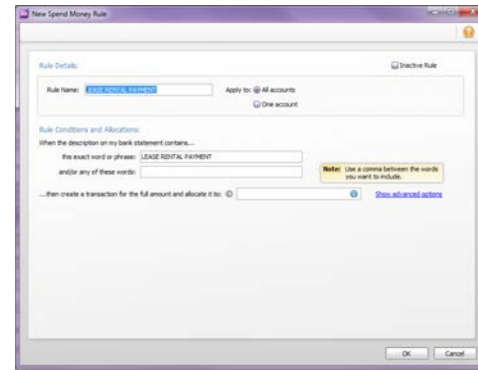 New Spend Money Rule
Rule Details:
Inactive Rule
Rule Name: LEASE RENTAL PAYMENT
Apply to: All accounts
One account
Rule Conditions and Allocations:
When the description on my bank statement contains...
this exact word or phrase: LEASE RENTAL PAYMENT
and/or any of these words:
Note: Use a comma between the words
you want to include.
...then create a transaction for the full amount and allocate it to:
Show advanced options
OK
Cancel